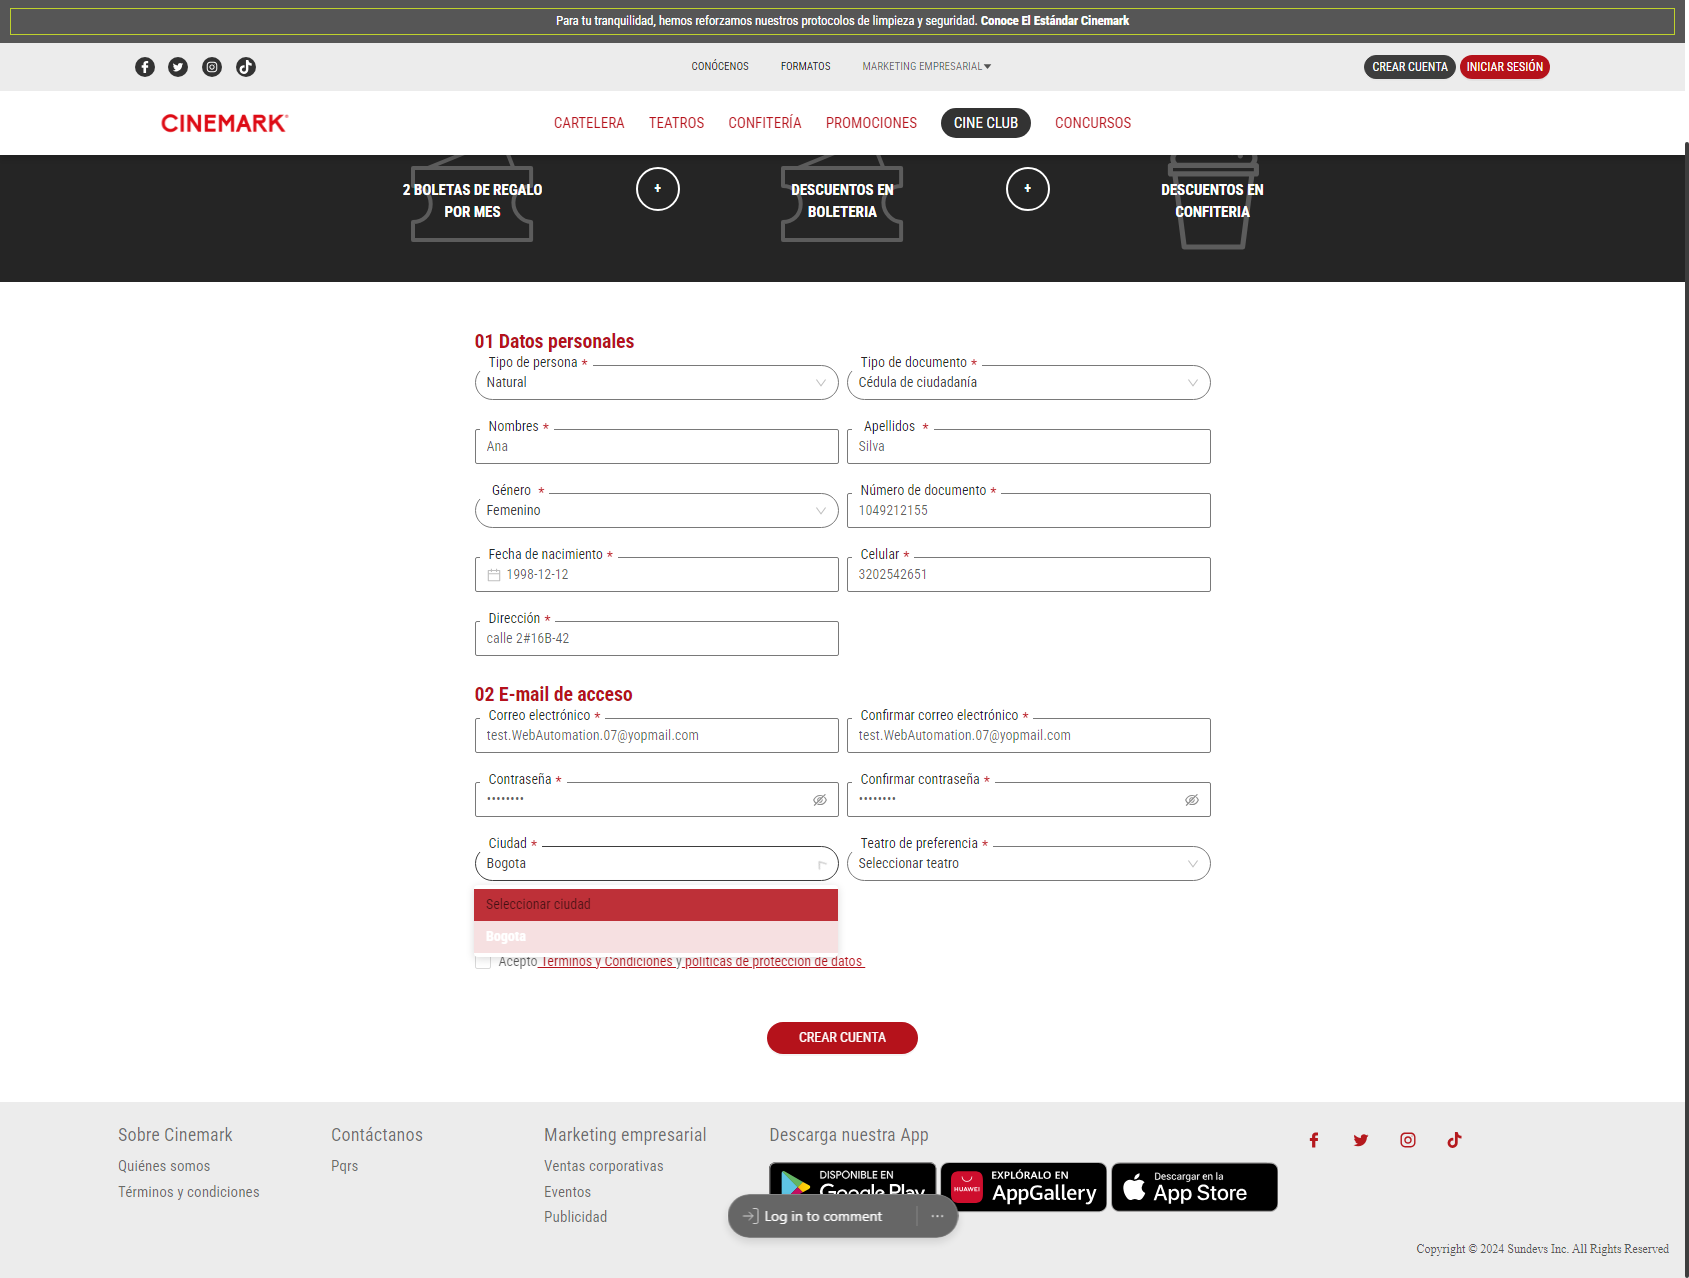 Para tu tranquilidad, hemos reforzamos nuestros protocolos de limpieza y seguridad. Conoce El Estándar Cinemark
CONÓCENOS FORMATOS MARKETING EMPRESARIAL
CREAR CUENTA INICIAR SESIÓN
CINEMARK
CARTELERA TEATROS CONFITERÍA PROMOCIONES CINE CLUB CONCURSOS
2 BOLETAS DE REGALO
POR MES
+
DESCUENTOS EN
BOLETERIA
+
DESCUENTOS EN
CONFITERIA
01 Datos personales
Tipo de persona *
Natural
Tipo de documento *
Cédula de ciudadanía
Nombres *
Ana
Apellidos *
Silva
Género *
Femenino
Número de documento *
1049212155
Fecha de nacimiento *
1998-12-12
Celular *
3202542651
Dirección *
calle 2#16B-42
02 E-mail de acceso
Correo electrónico *
test.WebAutomation.07@yopmail.com
Confirmar correo electrónico *
test.WebAutomation.07@yopmail.com
Contraseña *
••••••••
Confirmar contraseña *
••••••••
Ciudad *
Bogota
Teatro de preferencia *
Seleccionar teatro
Seleccionar ciudad
Bogota
Acepto Términos y Condiciones y políticas de protección de datos
CREAR CUENTA
Sobre Cinemark
Quiénes somos
Términos y condiciones
Contáctanos
Pqrs
Marketing empresarial
Ventas corporativas
Eventos
Publicidad
Descarga nuestra App
DISPONIBLE EN
Google Play
HUAWEI
EXPLÓRALO EN
AppGallery
Descargar en la
App Store
Log in to comment
Copyright © 2024 Sundevs Inc. All Rights Reserved